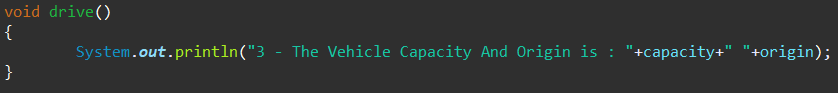 void drive()
{
System.out.println("3 - The Vehicle Capacity And Origin is : "+capacity+" "+origin);
}